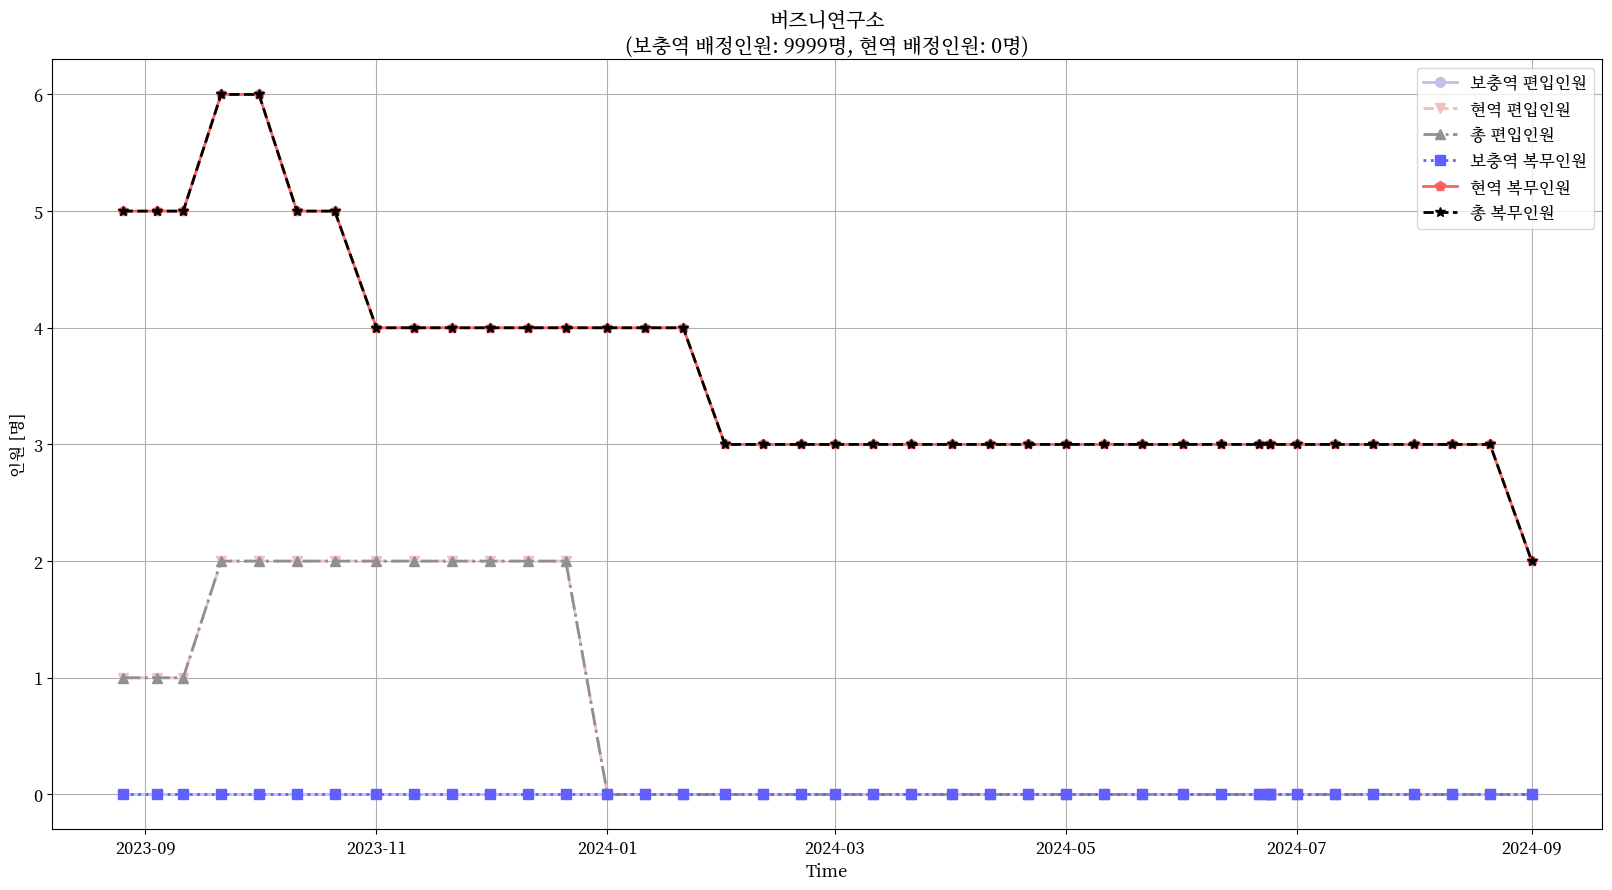 버즈니연구소
(보충역 배정인원: 9999명, 현역 배정인원: 0명)
보충역 편입인원
현역 편입인원
총 편입인원
보충역 복무인원
현역 복무인원
총 복무인원
인원 [명]
6
5
4
3
2
1
0
2023-09
2023-11
2024-01
2024-03
2024-05
2024-07
2024-09
Time